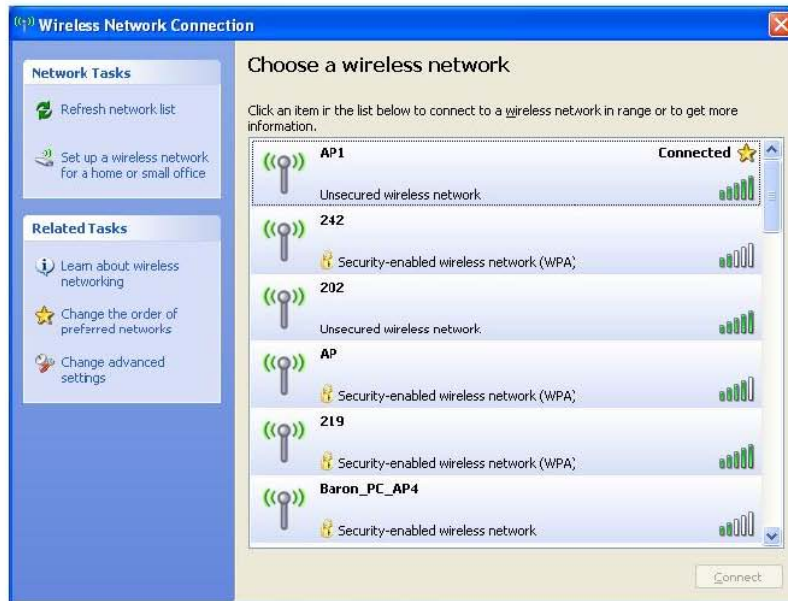 Wireless Network Connection
Network Tasks
Refresh network list
Set up a wireless network
for a home or small office
Related Tasks
Learn about wireless
networking
Change the order of
preferred networks
Change advanced
settings
Choose a wireless network
Click an item in the list below to connect to a wireless network in range or to get more
information.
AP1
Connected
Unsecured wireless network
242
Security-enabled wireless network (WPA)
202
Unsecured wireless network
AP
Security-enabled wireless network (WPA)
219
Security-enabled wireless network (WPA)
Baron_PC_AP4
Security-enabled wireless network
Connect